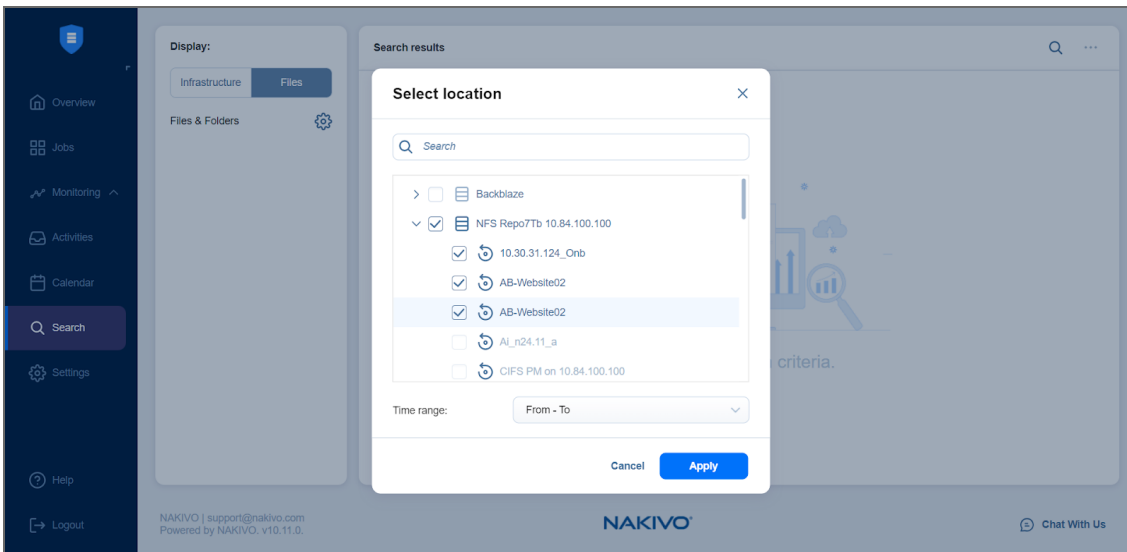 Overview
Jobs
Monitoring
Activities
Calendar
Search
Settings
Help
Logout
Display:
Infrastructure
Files
Files & Folders
Search results
Select location
Search
Backblaze
NFS Repo7Tb 10.84.100.100
10.30.31.124_Onb
AB-Website02
AB-Website02
Ai_n24.11_a
CIFS PM on 10.84.100.100
criteria.
Time range:
From - To
Cancel
Apply
NAKIVO | support@nakivo.com
Powered by NAKIVO. v10.11.0.
NAKIVO
Chat With Us